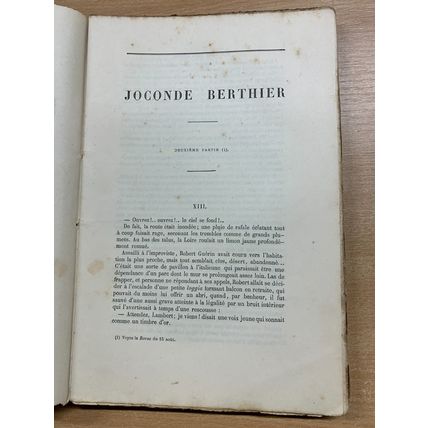 JOCONDE BERTHIER
DEUXIÈME PARTIE (1).
XIII.
— Ouvrez!.. ouvrez!.. le ciel se fond!..
De fait, la route était inondée; une pluie de rafale éclatant tout
à coup faisait rage, secouant les trembles comme de grands plu-
mets. Au bas des talus, la Loire roulait un limon jaune profondé-
ment remué.
Assailli à l'improviste, Robert Guérin avait couru vers l'habita-
tion la plus proche, mais tout semblait, clos, désert, abandonné...
C'était une sorte de pavillon à l'italienne qui paraissait être une
dépendance d'un parc dont le mur se prolongeait assez loin. Las de
frapper, et personne ne répondant à ses appels, Robert allait se décider
à l'escalade d'une petite loggia formant balcon en retraite, qui
pouvait du moins lui offrir un abri, quand, par bonheur, il fut
sauvé d'une aussi grave atteinte à la légalité par un bruit intérieur
qui l'avertissait à temps d'une rescousse :
— Attendez, Lambert; je viens! disait une voix jeune qui sonnait
comme un timbre d'or.
(1) Voyez la Revue du 15 août.